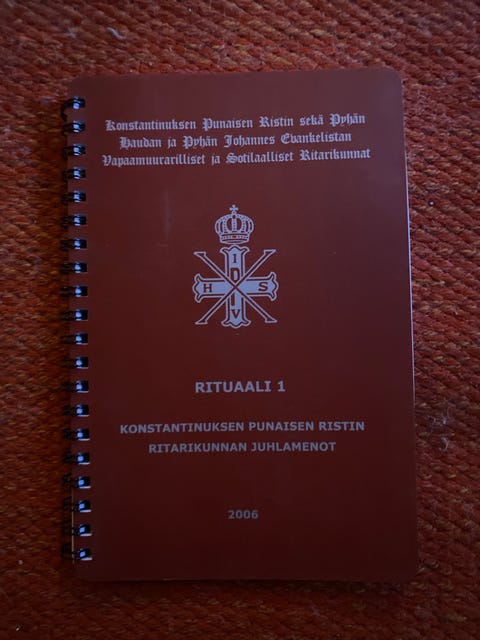 Konstantinuksen Punaisen Ristin sekä Pyhän
Haudan ja Pyhän Johannes Evankelistan
Vapaamuurarilliset ja Sotilaalliset Ritarikunnat
I
D
H S
V
RITUAALI 1
KONSTANTINUKSEN PUNAISEN RISTIN
RITARIKUNNAN JUHLAMENOT
2006